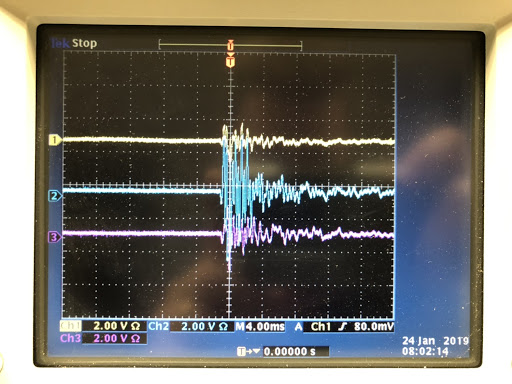 Tek Stop
T
T
1
2
3
Ch1 2.00 V Ω Ch2 2.00 V Ω M4.00ms A Ch1 ∫ 80.0mV
Ch3 2.00 V Ω
24 Jan 2019
08:02:14
T→▼ 0.00000 s